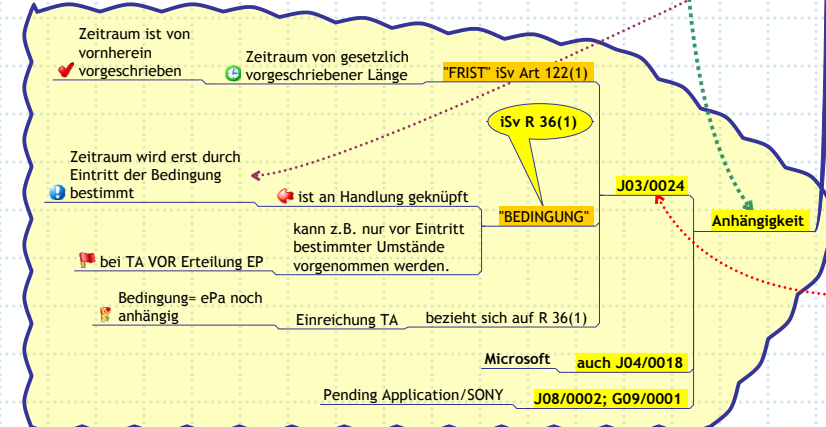 Zeitraum ist von
vornherein
vorgeschrieben
Zeitraum von gesetzlich
vorgeschriebener Länge
"FRIST" iSv Art 122(1)
iSv R 36(1)
Zeitraum wird erst durch
Eintritt der Bedingung
bestimmt
ist an Handlung geknüpft
"BEDINGUNG"
J03/0024
Anhängigkeit
kann z.B. nur vor Eintritt
bestimmter Umstände
vorgenommen werden.
bei TA VOR Erteilung EP
Bedingung= ePa noch
anhängig
Einreichung TA
bezieht sich auf R 36(1)
Microsoft
auch J04/0018
Pending Application/SONY
J08/0002; G09/0001